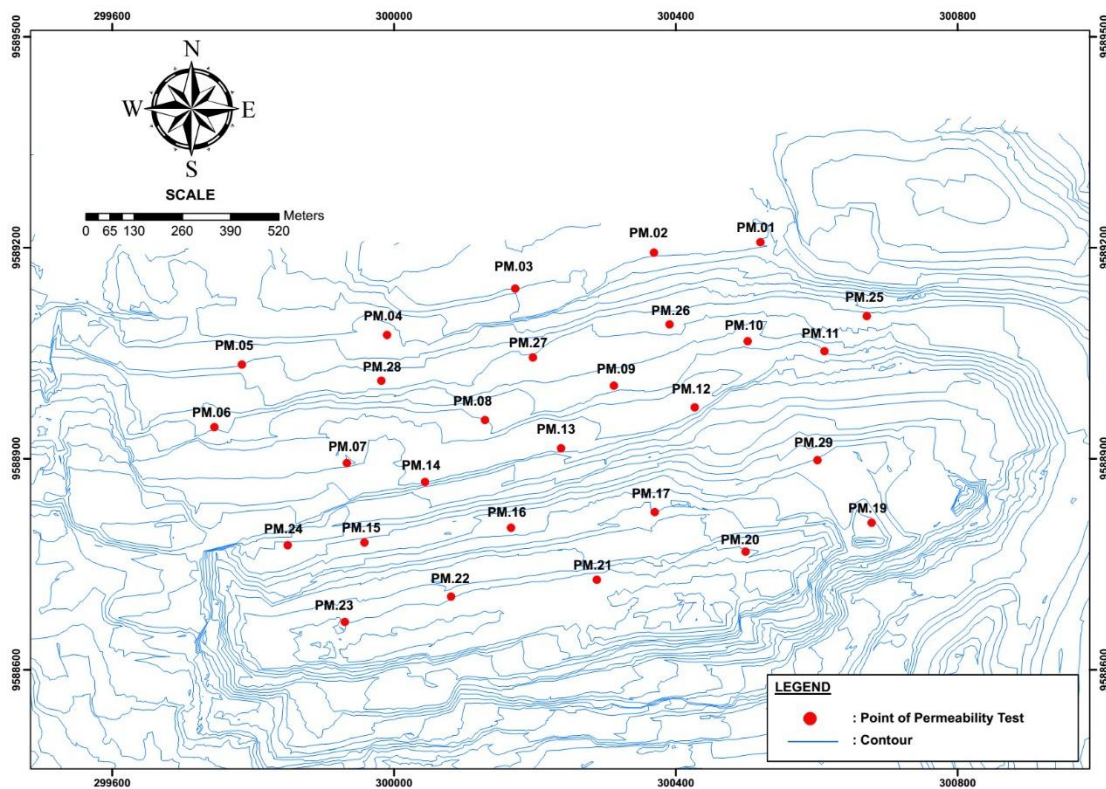 299600 300000 300400 300800
9589500 9589500
N
W E
S
SCALE
Meters
0 65 130 260 390 520
PM.01
PM.02
9589200 9589200
PM.03
PM.25
PM.26
PM.04
PM.10
PM.11
PM.27
PM.05
PM.28
PM.09
PM.12
PM.08
PM.06
PM.13
PM.07
9588900 9588900
PM.29
PM.14
PM.17
PM.19
PM.16
PM.24 PM.15
PM.20
PM.21
PM.22
PM.23
9588600 9588600
LEGEND
: Point of Permeability Test
: Contour
299600 300000 300400 300800